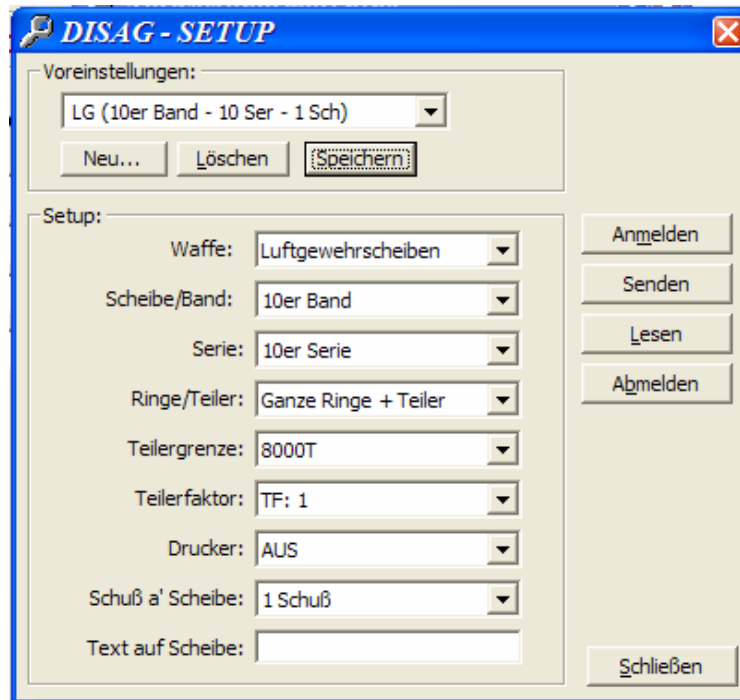 DISAG - SETUP
Voreinstellungen:
LG (10er Band - 10 Ser - 1 Sch)
Neu... Löschen Speichern
Setup:
Waffe: Luftgewehrscheiben
Scheibe/Band: 10er Band
Serie: 10er Serie
Ringe/Teiler: Ganze Ringe + Teiler
Teilergrenze: 8000T
Teilerfaktor: TF: 1
Drucker: AUS
Schuß a' Scheibe: 1 Schuß
Text auf Scheibe:
Anmelden
Senden
Lesen
Abmelden
Schließen